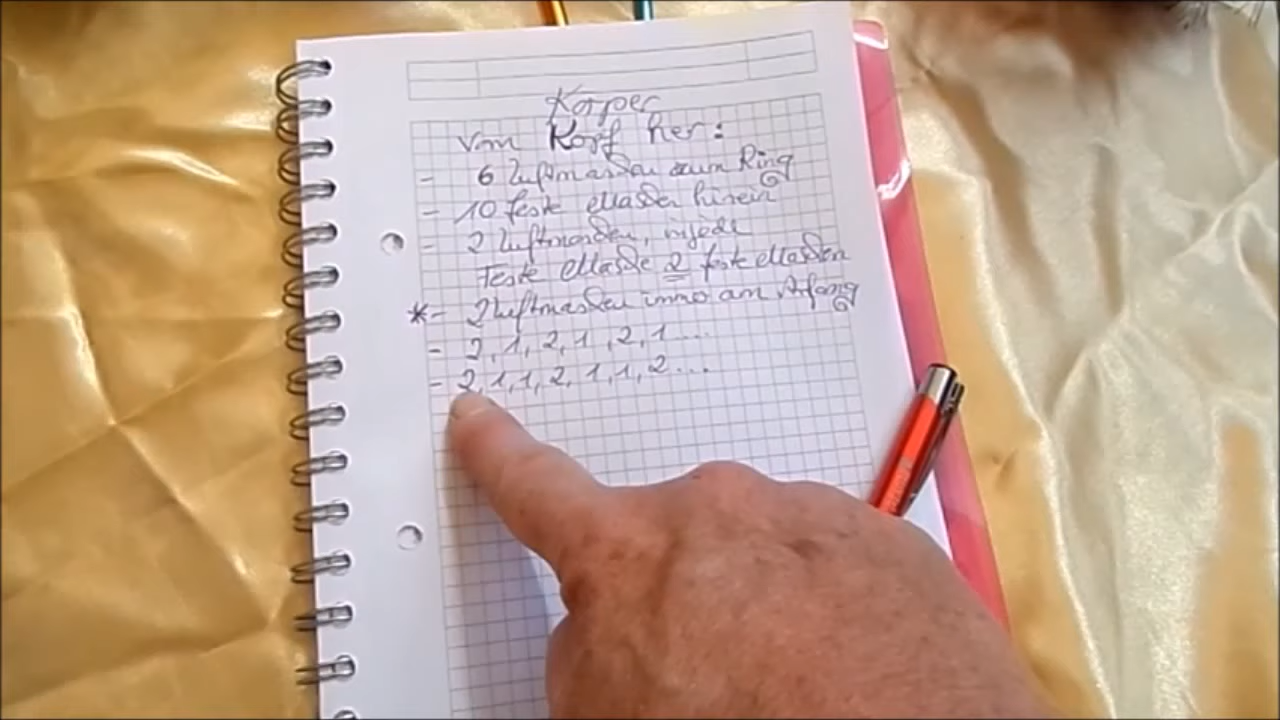 Körper
vom Kopf her:
- 6 Luftmaschen zum Ring
- 10 feste Maschen hinein
- 2 Luftmaschen, in jede
feste Masche 2 feste Maschen
*- 2 Luftmaschen immer am Anfang
- 2, 1, 2, 1, 2, 1....
- 2, 1, 1, 2, 1, 1, 2...